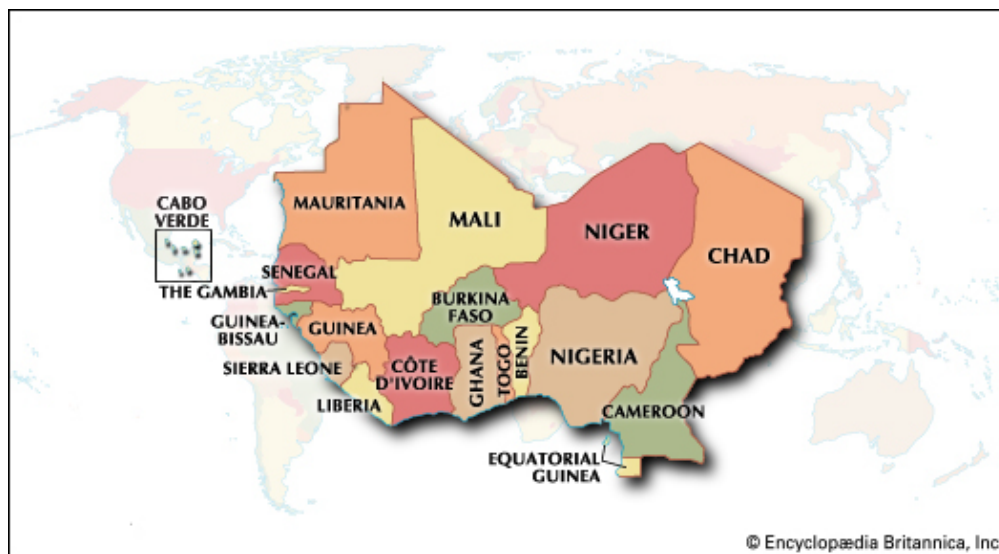 CABO
VERDE
MAURITANIA
MALI
NIGER
CHAD
SENEGAL
THE GAMBIA
BURKINA
FASO
GUINEA-
BISSAU
GUINEA
SIERRA LEONE
CÔTE
D'IVOIRE
GHANA
TOGO
BENIN
NIGERIA
LIBERIA
CAMEROON
EQUATORIAL
GUINEA
© Encyclopædia Britannica, Inc